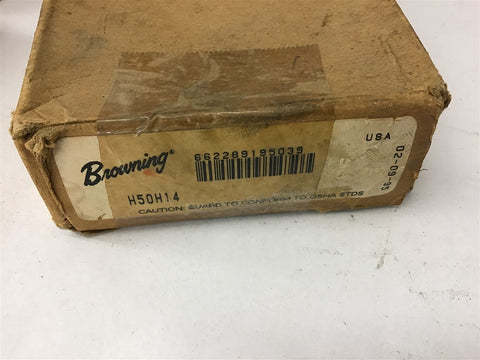 Browning
662289195039
USA
02-09-95
H50H14
CAUTION: GUARD TO CONFORM TO OSHA STDS